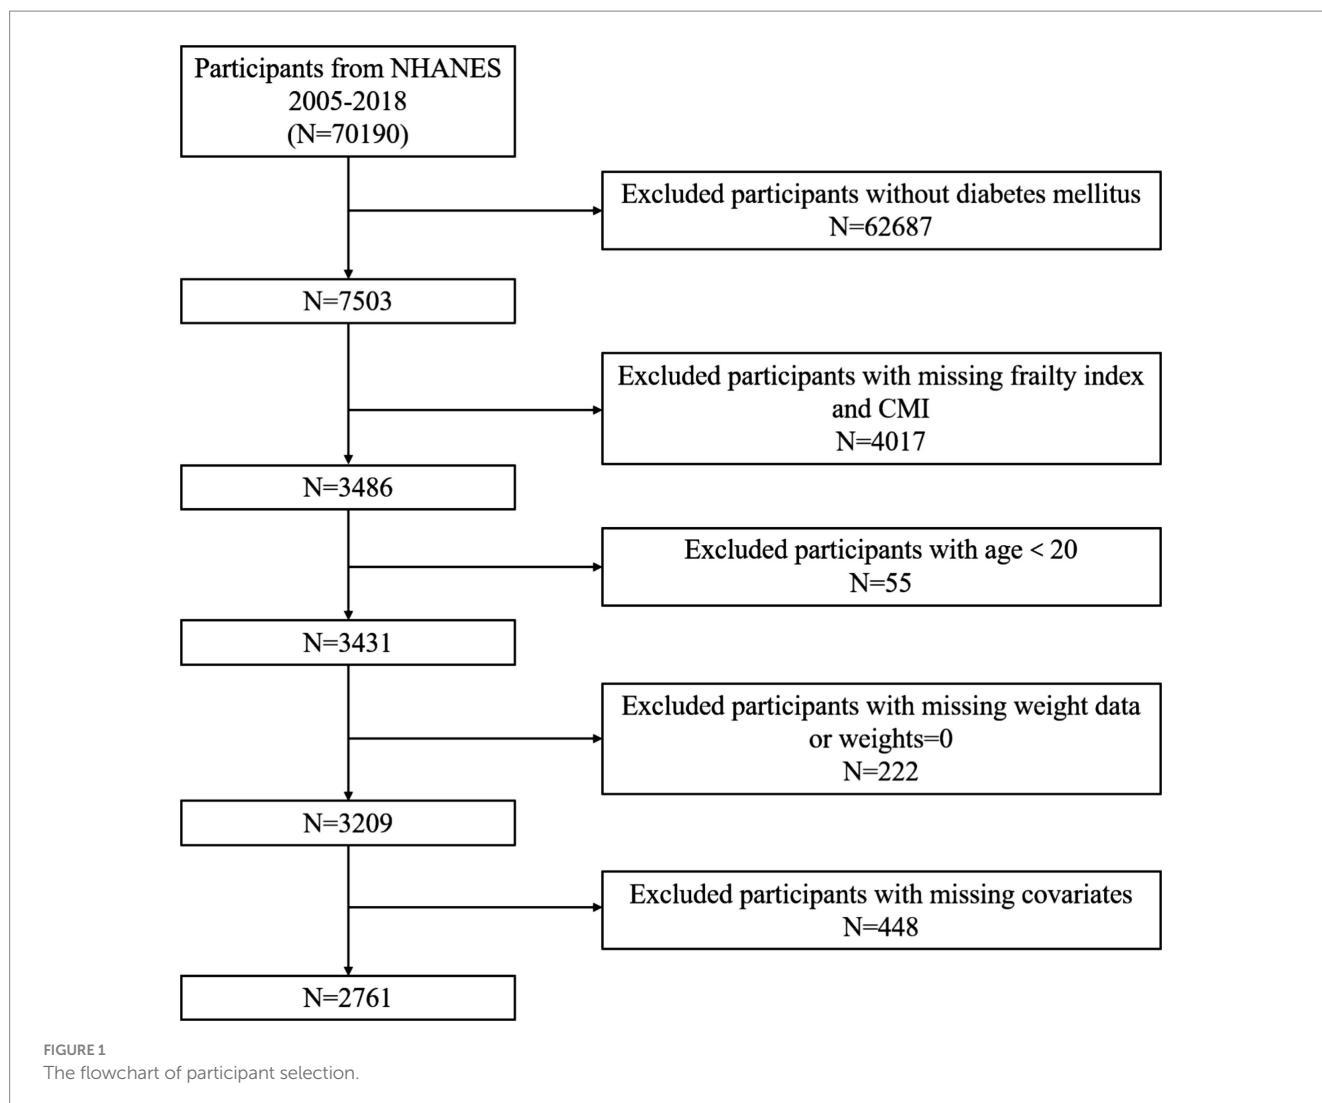 Participants from NHANES
2005-2018
(N=70190)
Excluded participants without diabetes mellitus
N=62687
N=7503
Excluded participants with missing frailty index
and CMI
N=4017
N=3486
Excluded participants with age < 20
N=55
N=3431
Excluded participants with missing weight data
or weights=0
N=222
N=3209
Excluded participants with missing covariates
N=448
N=2761
FIGURE 1
The flowchart of participant selection.